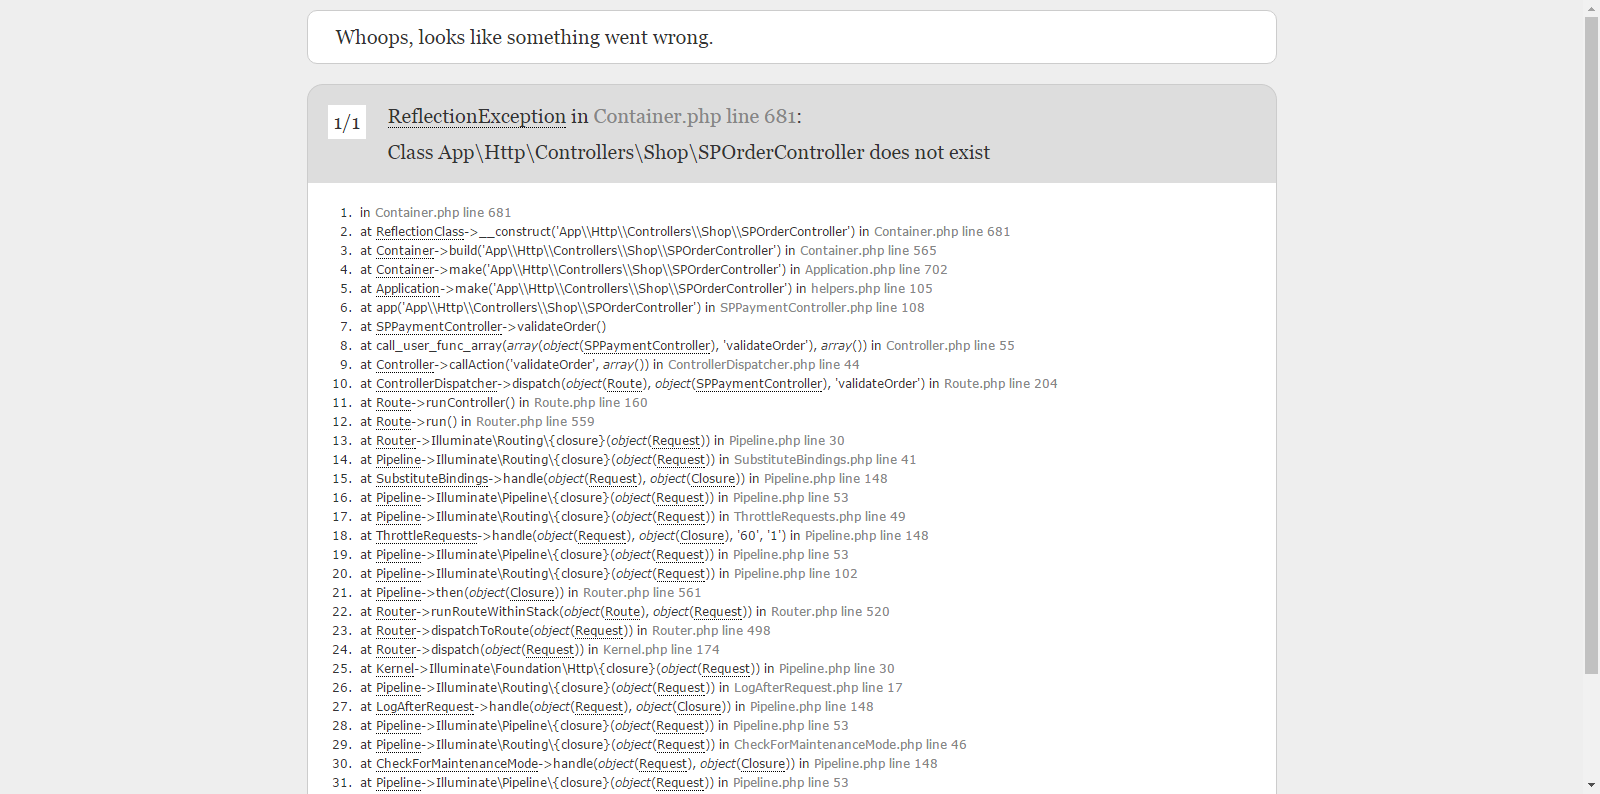 Whoops, looks like something went wrong.
1/1
ReflectionException in Container.php line 681:
Class App\Http\Controllers\Shop\SPOrderController does not exist
1. in Container.php line 681
2. at ReflectionClass->__construct('App\\Http\\Controllers\\Shop\\SPOrderController') in Container.php line 681
3. at Container->build('App\\Http\\Controllers\\Shop\\SPOrderController') in Container.php line 565
4. at Container->make('App\\Http\\Controllers\\Shop\\SPOrderController') in Application.php line 702
5. at Application->make('App\\Http\\Controllers\\Shop\\SPOrderController') in helpers.php line 105
6. at app('App\\Http\\Controllers\\Shop\\SPOrderController') in SPPaymentController.php line 108
7. at SPPaymentController->validateOrder()
8. at call_user_func_array(array(object(SPPaymentController), 'validateOrder'), array()) in Controller.php line 55
9. at Controller->callAction('validateOrder', array()) in ControllerDispatcher.php line 44
10. at ControllerDispatcher->dispatch(object(Route), object(SPPaymentController), 'validateOrder') in Route.php line 204
11. at Route->runController() in Route.php line 160
12. at Route->run() in Router.php line 559
13. at Router->Illuminate\Routing\{closure}(object(Request)) in Pipeline.php line 30
14. at Pipeline->Illuminate\Routing\{closure}(object(Request)) in SubstituteBindings.php line 41
15. at SubstituteBindings->handle(object(Request), object(Closure)) in Pipeline.php line 148
16. at Pipeline->Illuminate\Pipeline\{closure}(object(Request)) in Pipeline.php line 53
17. at Pipeline->Illuminate\Routing\{closure}(object(Request)) in ThrottleRequests.php line 49
18. at ThrottleRequests->handle(object(Request), object(Closure), '60', '1') in Pipeline.php line 148
19. at Pipeline->Illuminate\Pipeline\{closure}(object(Request)) in Pipeline.php line 53
20. at Pipeline->Illuminate\Routing\{closure}(object(Request)) in Pipeline.php line 102
21. at Pipeline->then(object(Closure)) in Router.php line 561
22. at Router->runRouteWithinStack(object(Route), object(Request)) in Router.php line 520
23. at Router->dispatchToRoute(object(Request)) in Router.php line 498
24. at Router->dispatch(object(Request)) in Kernel.php line 174
25. at Kernel->Illuminate\Foundation\Http\{closure}(object(Request)) in Pipeline.php line 30
26. at Pipeline->Illuminate\Routing\{closure}(object(Request)) in LogAfterRequest.php line 17
27. at LogAfterRequest->handle(object(Request), object(Closure)) in Pipeline.php line 148
28. at Pipeline->Illuminate\Pipeline\{closure}(object(Request)) in Pipeline.php line 53
29. at Pipeline->Illuminate\Routing\{closure}(object(Request)) in CheckForMaintenanceMode.php line 46
30. at CheckForMaintenanceMode->handle(object(Request), object(Closure)) in Pipeline.php line 148
31. at Pipeline->Illuminate\Pipeline\{closure}(object(Request)) in Pipeline.php line 53